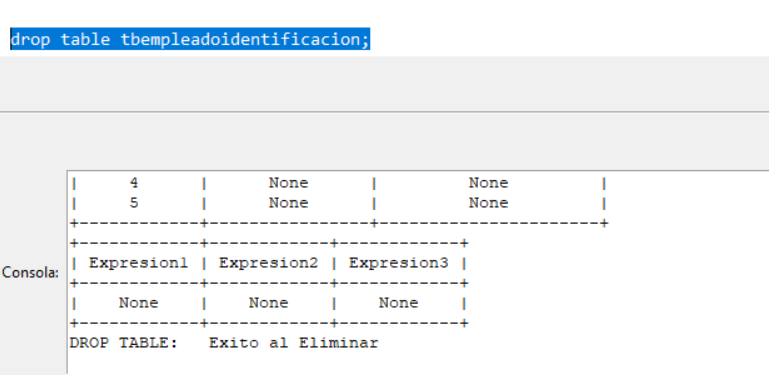 drop table tbempleadoidentificacion;
|     4      |      None      |         None         |
|     5      |      None      |         None         |
+------------+----------------+----------------------+
+------------+------------+------------+
| Expresion1 | Expresion2 | Expresion3 |
Consola:
+------------+------------+------------+
|    None    |    None    |    None    |
+------------+------------+------------+
DROP TABLE:   Exito al Eliminar